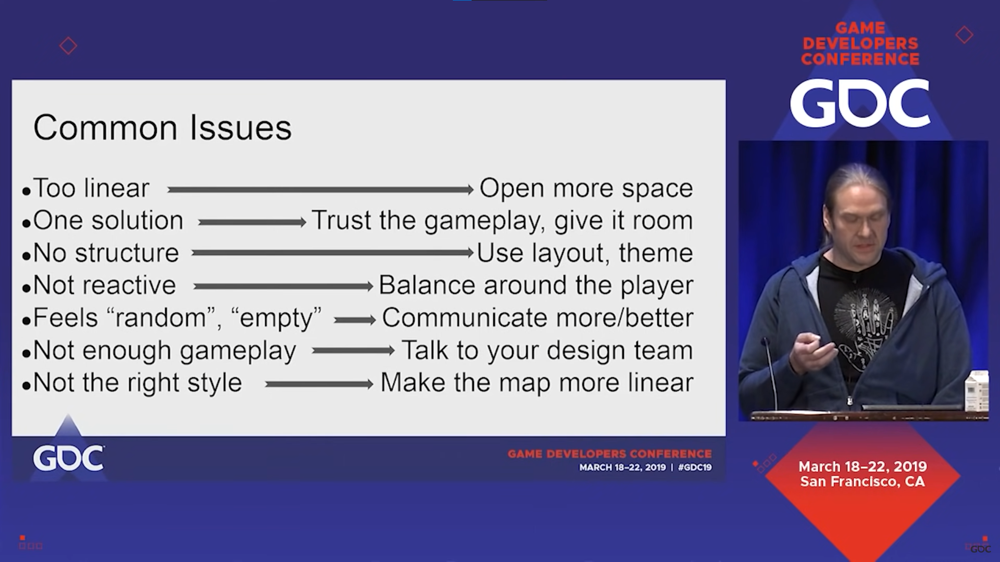 GAME
DEVELOPERS
CONFERENCE
GDC
Common Issues
•Too linear Open more space
•One solution Trust the gameplay, give it room
•No structure Use layout, theme
•Not reactive Balance around the player
•Feels “random”, “empty” Communicate more/better
•Not enough gameplay Talk to your design team
•Not the right style Make the map more linear
GDC
GAME DEVELOPERS CONFERENCE
MARCH 18–22, 2019 | #GDC19
March 18–22, 2019
San Francisco, CA
GDC